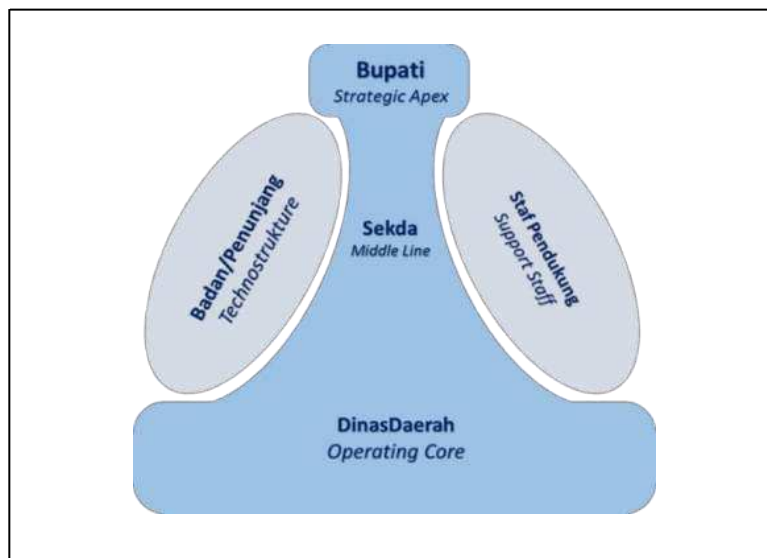 Bupati
Strategic Apex
Badan/Penunjang
Technostrukture
Sekda
Middle Line
Staf Pendukung
Support Staff
DinasDaerah
Operating Core